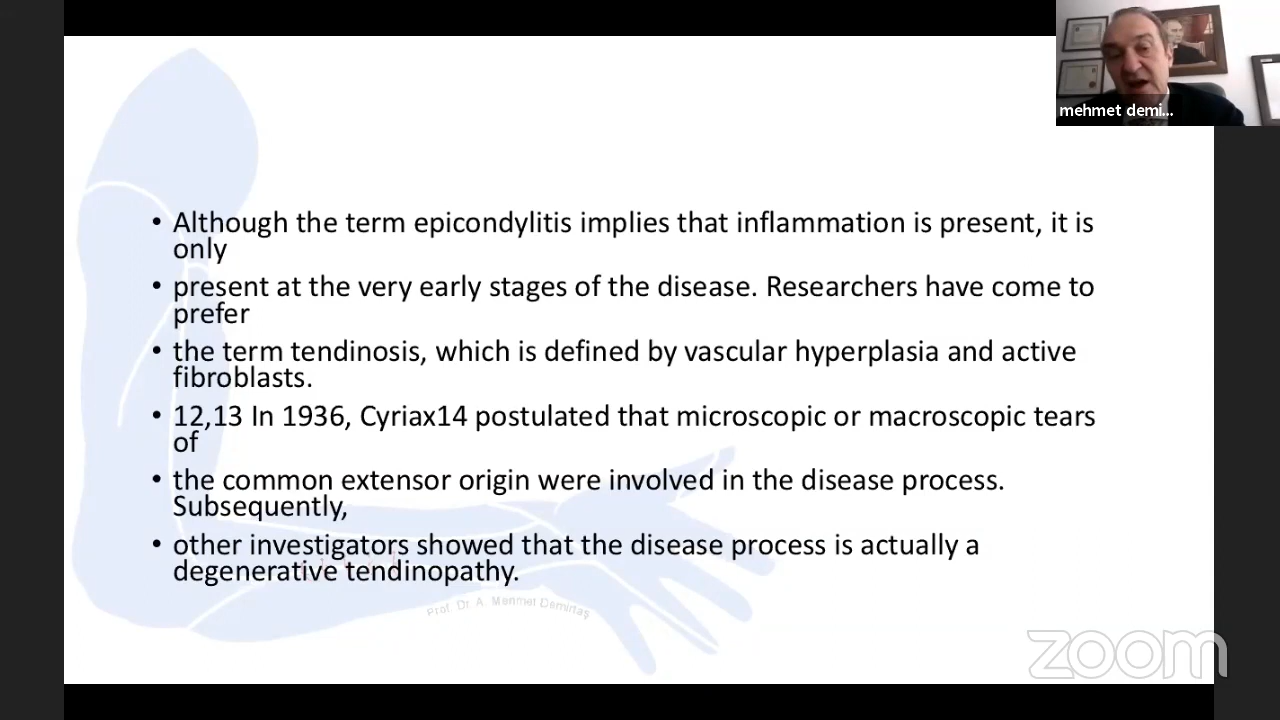 mehmet demi...
• Although the term epicondylitis implies that inflammation is present, it is
only
• present at the very early stages of the disease. Researchers have come to
prefer
• the term tendinosis, which is defined by vascular hyperplasia and active
fibroblasts.
• 12,13 In 1936, Cyriax14 postulated that microscopic or macroscopic tears
of
• the common extensor origin were involved in the disease process.
Subsequently,
• other investigators showed that the disease process is actually a
degenerative tendinopathy.
Prof. Dr. A. Mehmet Demirtaş
zoom